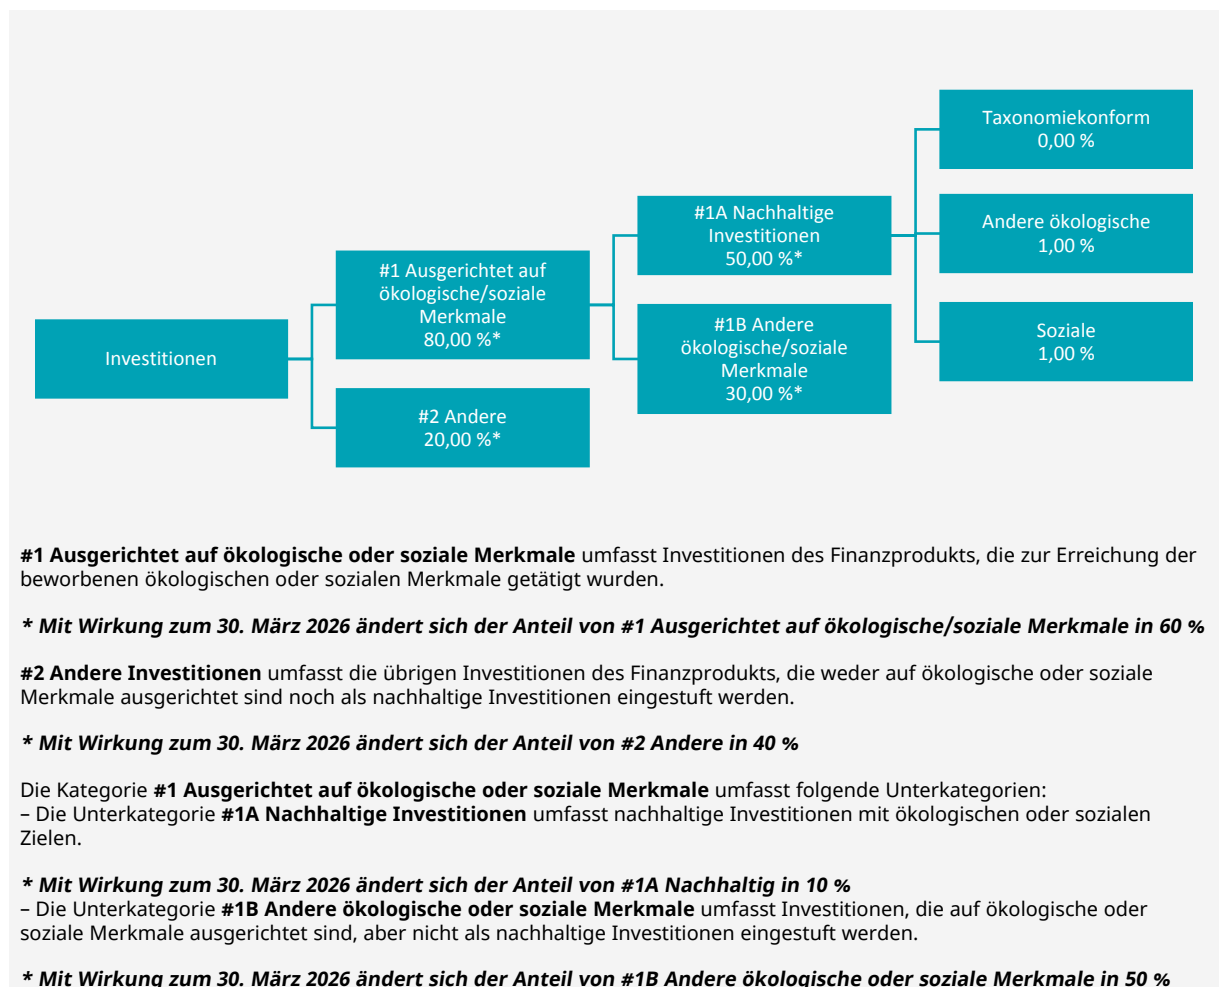 Taxonomiekonform
0,00 %
#1A Nachhaltige
Investitionen
50,00 %*
Andere ökologische
1,00 %
#1 Ausgerichtet auf
ökologische/soziale
Merkmale
80,00 %*
Investitionen
#1B Andere
ökologische/soziale
Merkmale
30,00 %*
Soziale
1,00 %
#2 Andere
20,00 %*
#1 Ausgerichtet auf ökologische oder soziale Merkmale umfasst Investitionen des Finanzprodukts, die zur Erreichung der
beworbenen ökologischen oder sozialen Merkmale getätigt wurden.
* Mit Wirkung zum 30. März 2026 ändert sich der Anteil von #1 Ausgerichtet auf ökologische/soziale Merkmale in 60 %
#2 Andere Investitionen umfasst die übrigen Investitionen des Finanzprodukts, die weder auf ökologische oder soziale
Merkmale ausgerichtet sind noch als nachhaltige Investitionen eingestuft werden.
* Mit Wirkung zum 30. März 2026 ändert sich der Anteil von #2 Andere in 40 %
Die Kategorie #1 Ausgerichtet auf ökologische oder soziale Merkmale umfasst folgende Unterkategorien:
– Die Unterkategorie #1A Nachhaltige Investitionen umfasst nachhaltige Investitionen mit ökologischen oder sozialen
Zielen.
* Mit Wirkung zum 30. März 2026 ändert sich der Anteil von #1A Nachhaltig in 10 %
– Die Unterkategorie #1B Andere ökologische oder soziale Merkmale umfasst Investitionen, die auf ökologische oder
soziale Merkmale ausgerichtet sind, aber nicht als nachhaltige Investitionen eingestuft werden.
* Mit Wirkung zum 30. März 2026 ändert sich der Anteil von #1B Andere ökologische oder soziale Merkmale in 50 %